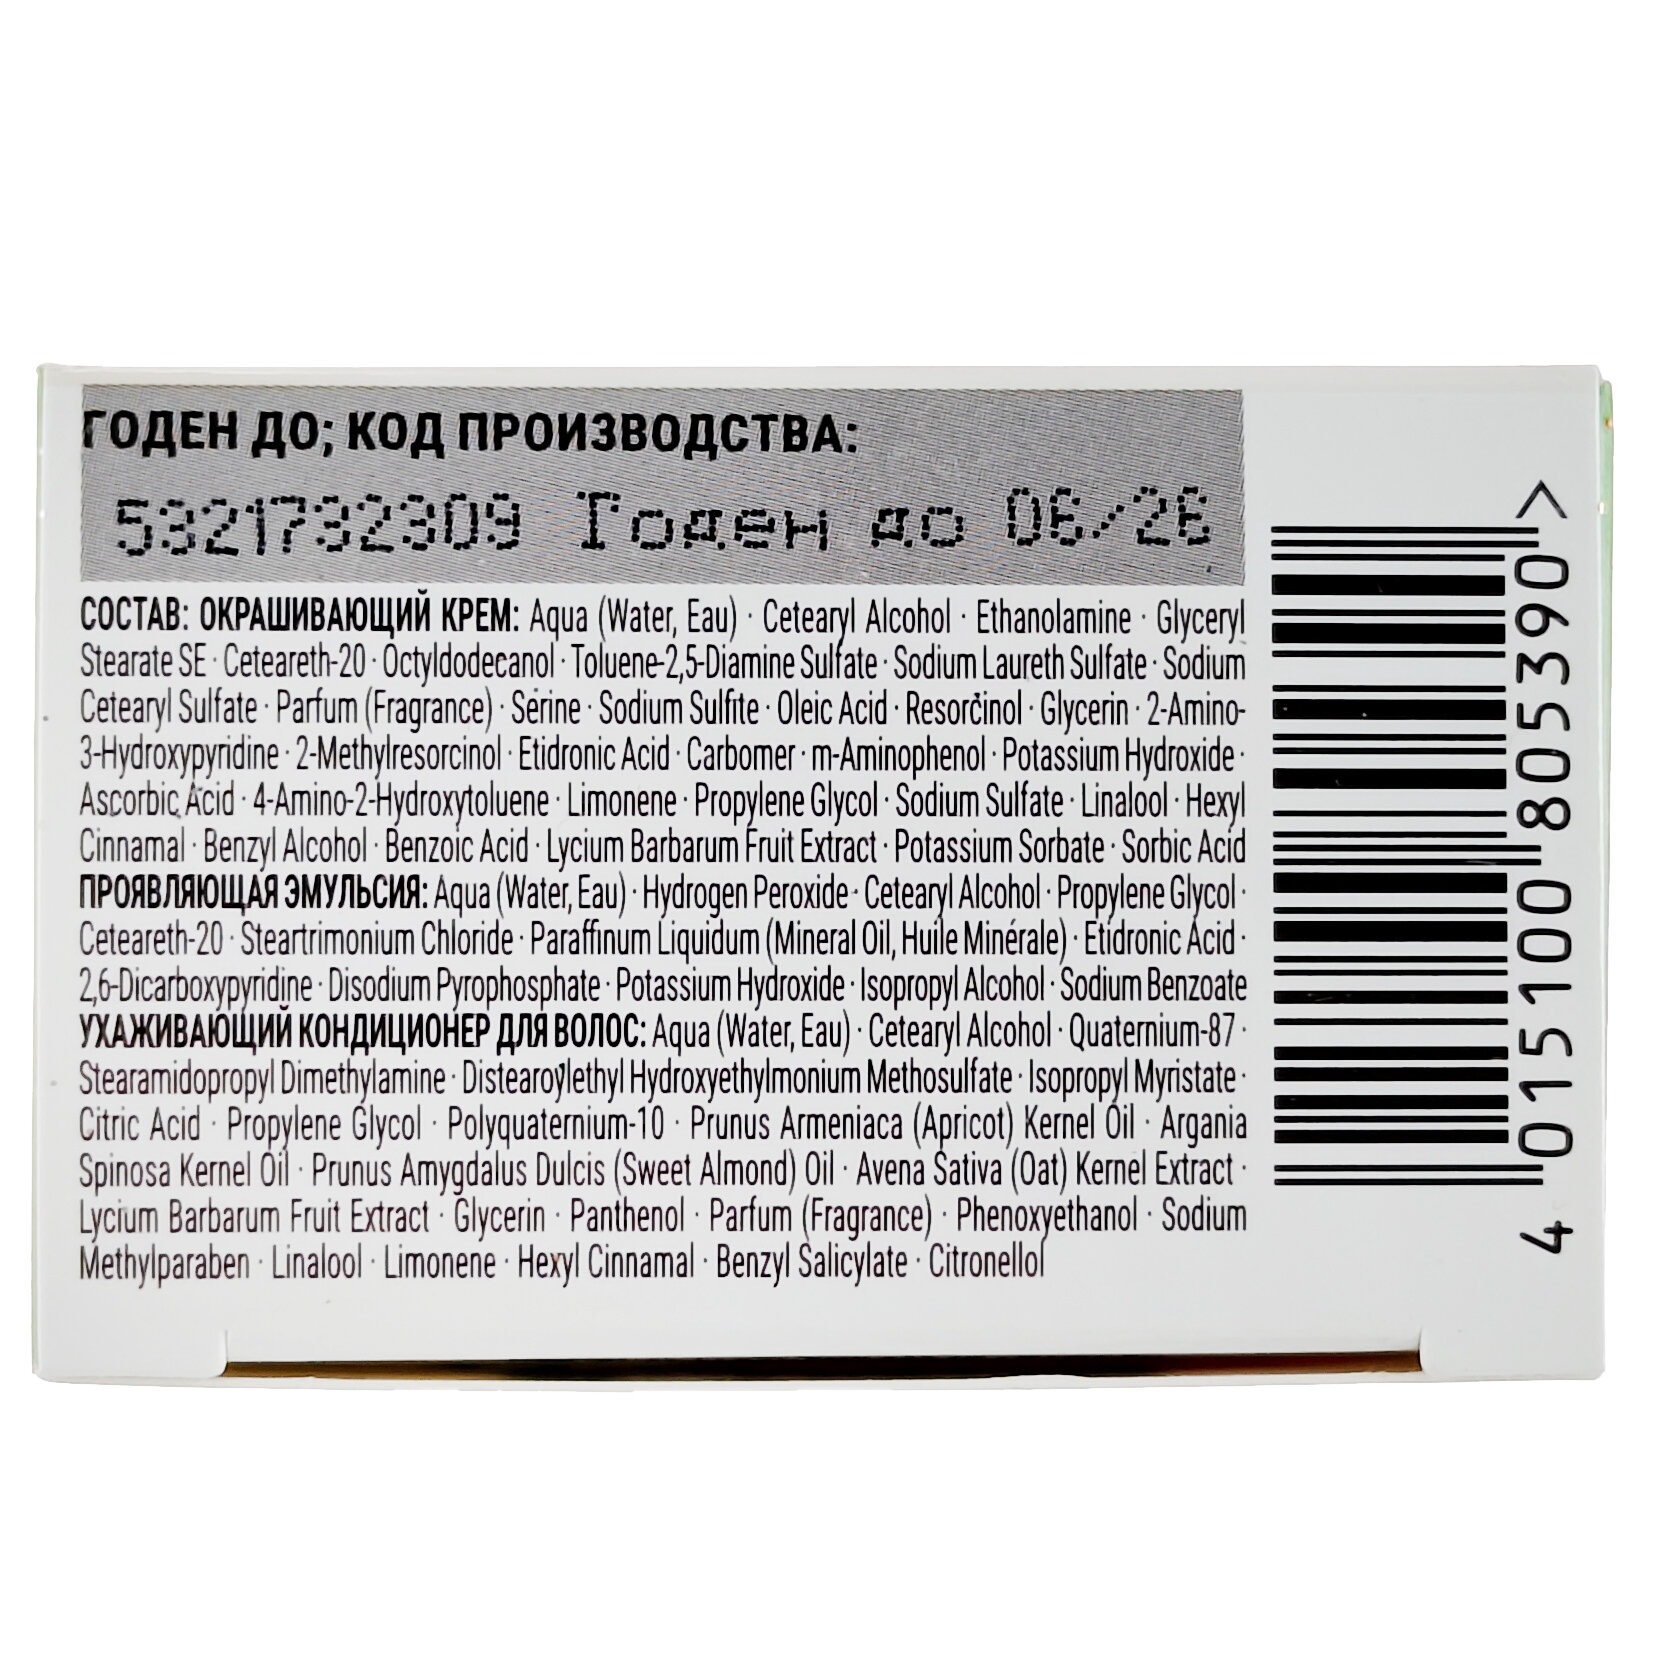 ГОДЕН ДО; КОД ПРОИЗВОДСТВА:
5321732309 Годен до 06/26
СОСТАВ: ОКРАШИВАЮЩИЙ КРЕМ: Aqua (Water, Eau) · Cetearyl Alcohol · Ethanolamine · Glyceryl
Stearate SE · Ceteareth-20 · Octyldodecanol · Toluene-2,5-Diamine Sulfate · Sodium Laureth Sulfate · Sodium
Cetearyl Sulfate · Parfum (Fragrance) · Serine · Sodium Sulfite · Oleic Acid · Resorcinol · Glycerin · 2-Amino-
3-Hydroxypyridine · 2-Methylresorcinol · Etidronic Acid · Carbomer · m-Aminophenol · Potassium Hydroxide ·
Ascorbic Acid · 4-Amino-2-Hydroxytoluene · Limonene · Propylene Glycol · Sodium Sulfate · Linalool · Hexyl
Cinnamal · Benzyl Alcohol · Benzoic Acid · Lycium Barbarum Fruit Extract · Potassium Sorbate · Sorbic Acid
ПРОЯВЛЯЮЩАЯ ЭМУЛЬСИЯ: Aqua (Water, Eau) · Hydrogen Peroxide · Cetearyl Alcohol · Propylene Glycol ·
Ceteareth-20 · Steartrimonium Chloride · Paraffinum Liquidum (Mineral Oil, Huile Minérale) · Etidronic Acid ·
2,6-Dicarboxypyridine · Disodium Pyrophosphate · Potassium Hydroxide · Isopropyl Alcohol · Sodium Benzoate
УХАЖИВАЮЩИЙ КОНДИЦИОНЕР ДЛЯ ВОЛОС: Aqua (Water, Eau) · Cetearyl Alcohol · Quaternium-87 ·
Stearamidopropyl Dimethylamine · Distearoylethyl Hydroxyethylmonium Methosulfate · Isopropyl Myristate ·
Citric Acid · Propylene Glycol · Polyquaternium-10 · Prunus Armeniaca (Apricot) Kernel Oil · Argania
Spinosa Kernel Oil · Prunus Amygdalus Dulcis (Sweet Almond) Oil · Avena Sativa (Oat) Kernel Extract ·
Lycium Barbarum Fruit Extract · Glycerin · Panthenol · Parfum (Fragrance) · Phenoxyethanol · Sodium
Methylparaben · Linalool · Limonene · Hexyl Cinnamal · Benzyl Salicylate · Citronellol
4 015100 805390 >